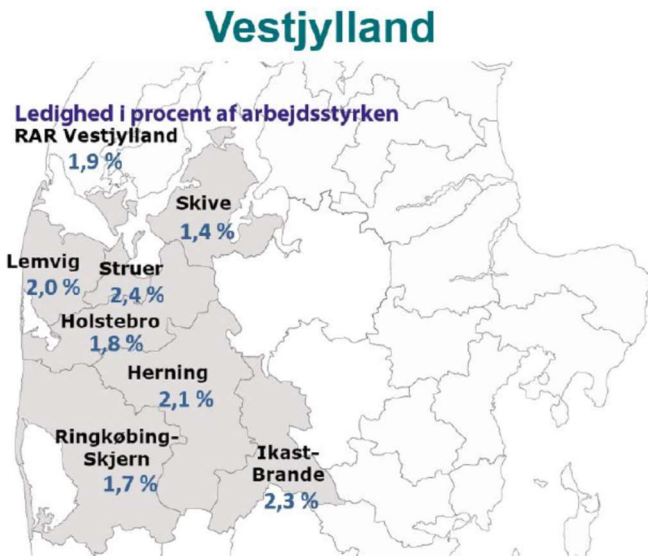 Vestjylland
Ledighed i procent af arbejdsstyrken
RAR Vestjylland
1,9 %
Skive
1,4 %
Lemvig
2,0 %
Struer
2,4 %
Holstebro
1,8 %
Herning
2,1 %
Ringkøbing-
Skjern
1,7 %
Ikast-
Brande
2,3 %